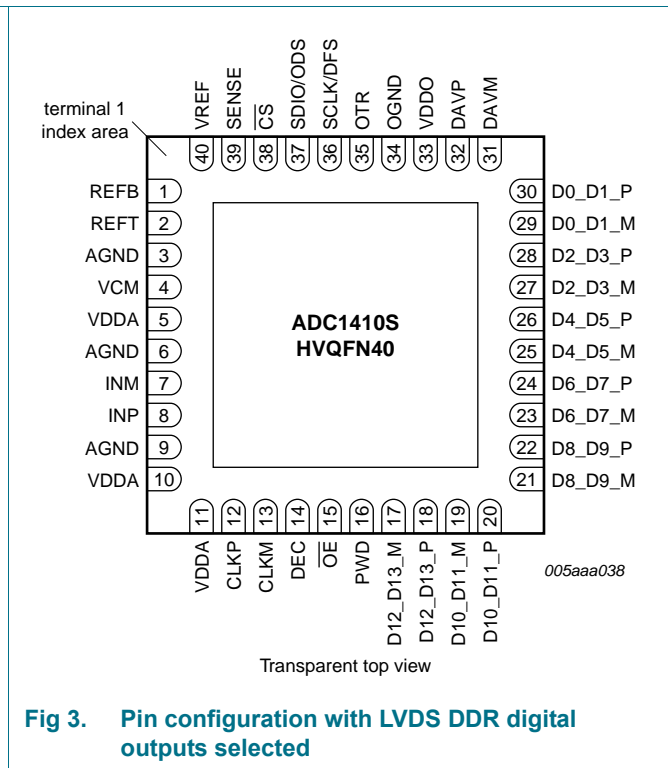 terminal 1
index area
VREF
SENSE
C̅S̅
SDIO/ODS
SCLK/DFS
OTR
OGND
VDDO
DAVP
DAVM
40
39
38
37
36
35
34
33
32
31
REFB 1
REFT 2
AGND 3
VCM 4
VDDA 5
AGND 6
INM 7
INP 8
AGND 9
VDDA 10
ADC1410S
HVQFN40
30 D0_D1_P
29 D0_D1_M
28 D2_D3_P
27 D2_D3_M
26 D4_D5_P
25 D4_D5_M
24 D6_D7_P
23 D6_D7_M
22 D8_D9_P
21 D8_D9_M
11
12
13
14
15
16
17
18
19
20
VDDA
CLKP
CLKM
DEC
O̅E̅
PWD
D12_D13_M
D12_D13_P
D10_D11_M
D10_D11_P
005aaa038
Transparent top view
Fig 3. Pin configuration with LVDS DDR digital
outputs selected